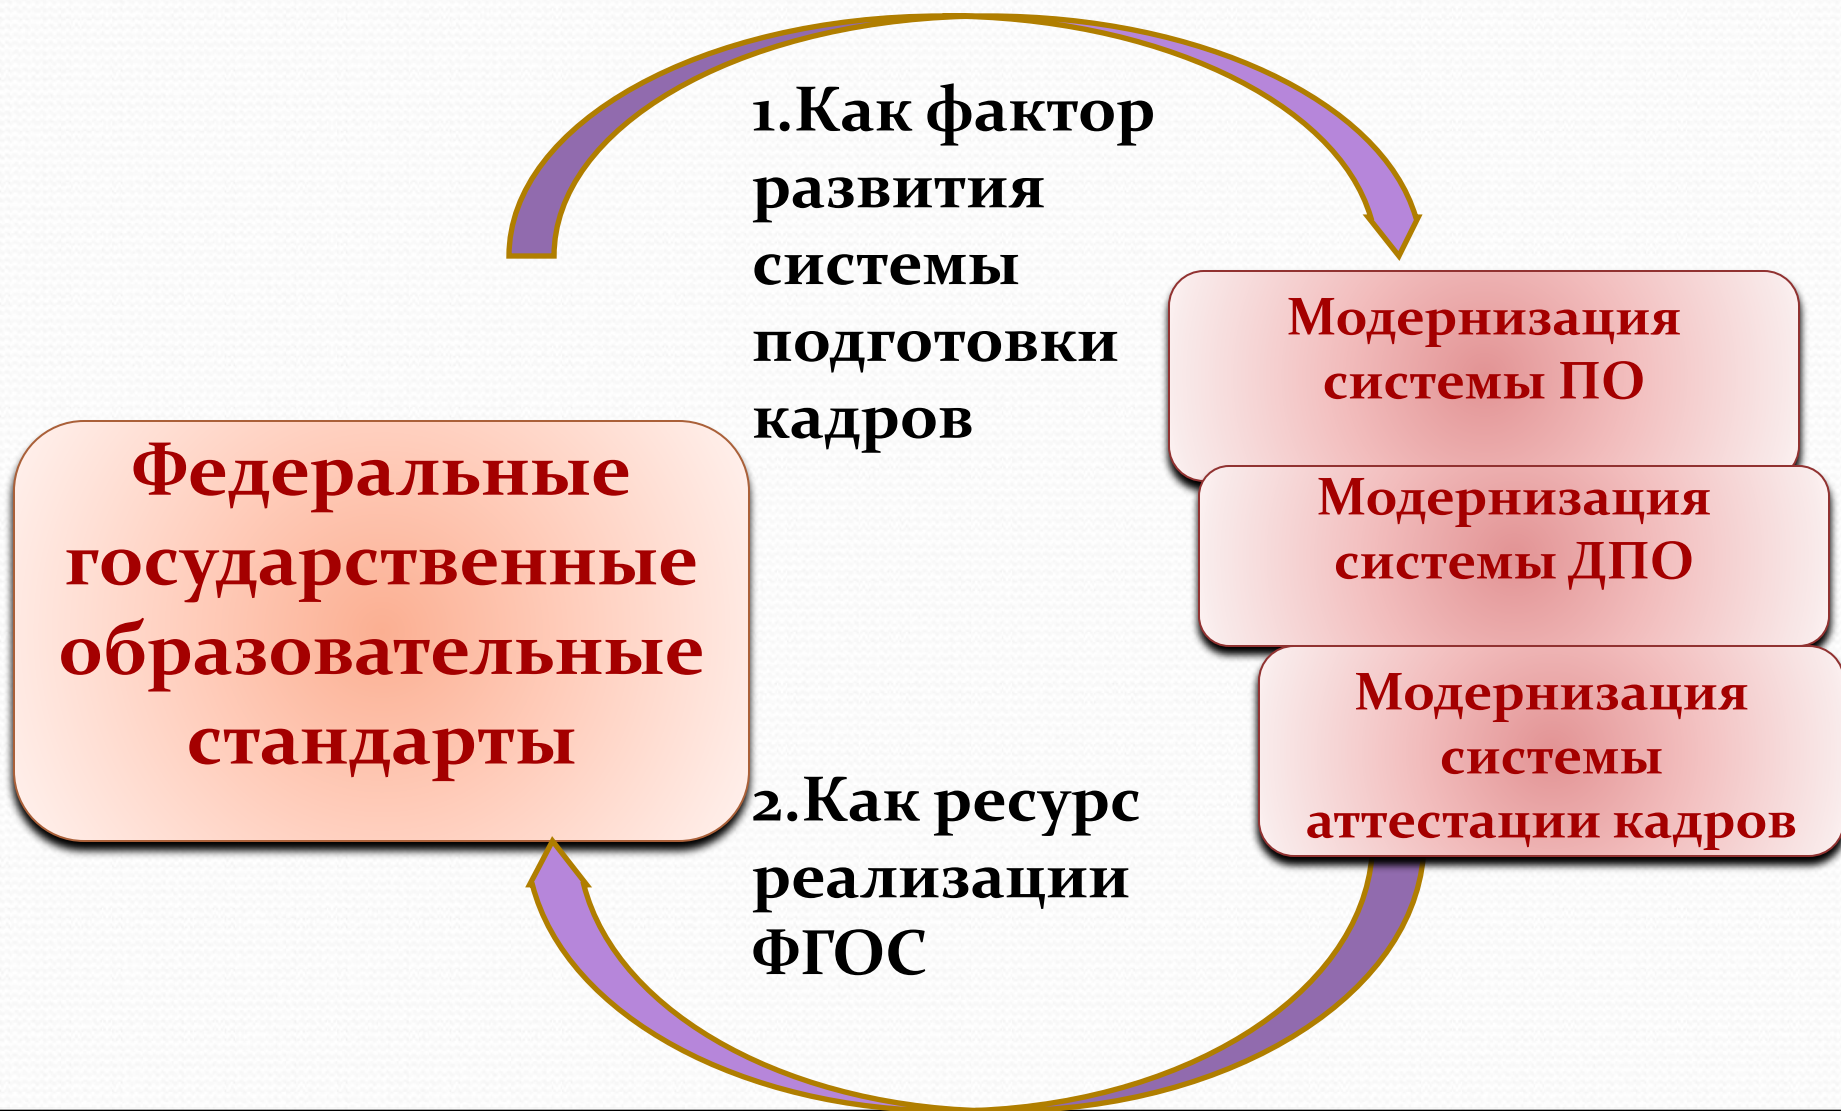 1.Как фактор
развития
системы
подготовки
кадров
Федеральные
государственные
образовательные
стандарты
Модернизация
системы ПО
Модернизация
системы ДПО
Модернизация
системы
аттестации кадров
2.Как ресурс
реализации
ФГОС